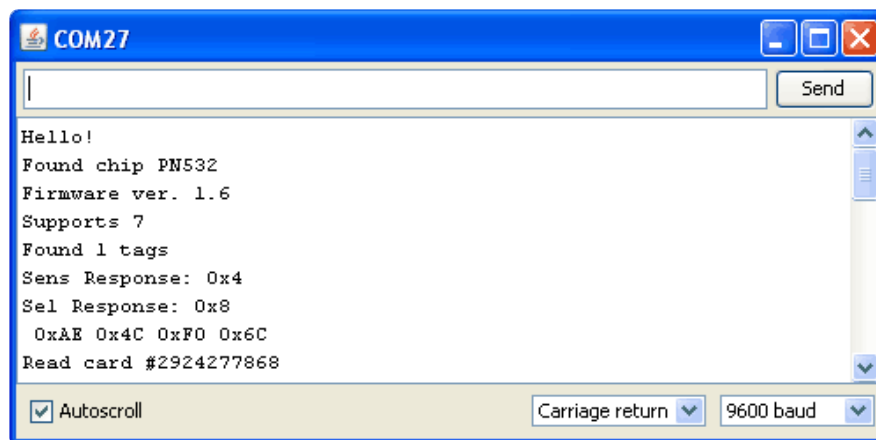 COM27
Send
Hello!
Found chip PN532
Firmware ver. 1.6
Supports 7
Found 1 tags
Sens Response: 0x4
Sel Response: 0x8
0xAE 0x4C 0xF0 0x6C
Read card #2924277868
Autoscroll
Carriage return
9600 baud